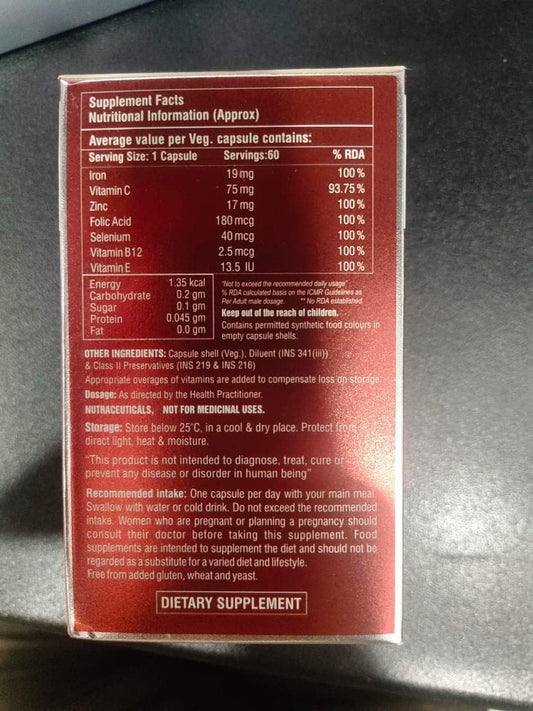 Supplement Facts
Nutritional Information (Approx)
Average value per Veg. capsule contains:
Serving Size: 1 Capsule Servings:60 % RDA
Iron 19 mg 100 %
Vitamin C 75 mg 93.75 %
Zinc 17 mg 100 %
Folic Acid 180 mcg 100 %
Selenium 40 mcg 100 %
Vitamin B12 2.5 mcg 100 %
Vitamin E 13.5 IU 100 %
Energy 1.35 kcal
Carbohydrate 0.2 gm
Sugar 0.1 gm
Protein 0.045 gm
Fat 0.0 gm
"Not to exceed the recommended daily usage"
% RDA calculated basis on the ICMR Guidelines as
Per Adult male dosage. ** No RDA established.
Keep out of the reach of children.
Contains permitted synthetic food colours in
empty capsule shells.
OTHER INGREDIENTS: Capsule shell (Veg.), Diluent (INS 341(iii))
& Class II Preservatives (INS 219 & INS 216)
Appropriate overages of vitamins are added to compensate loss on storage.
Dosage: As directed by the Health Practitioner.
NUTRACEUTICALS, NOT FOR MEDICINAL USES.
Storage: Store below 25°C, in a cool & dry place. Protect from
direct light, heat & moisture.
"This product is not intended to diagnose, treat, cure or
prevent any disease or disorder in human being"
Recommended intake: One capsule per day with your main meal.
Swallow with water or cold drink. Do not exceed the recommended
intake. Women who are pregnant or planning a pregnancy should
consult their doctor before taking this supplement. Food
supplements are intended to supplement the diet and should not be
regarded as a substitute for a varied diet and lifestyle.
Free from added gluten, wheat and yeast.
DIETARY SUPPLEMENT